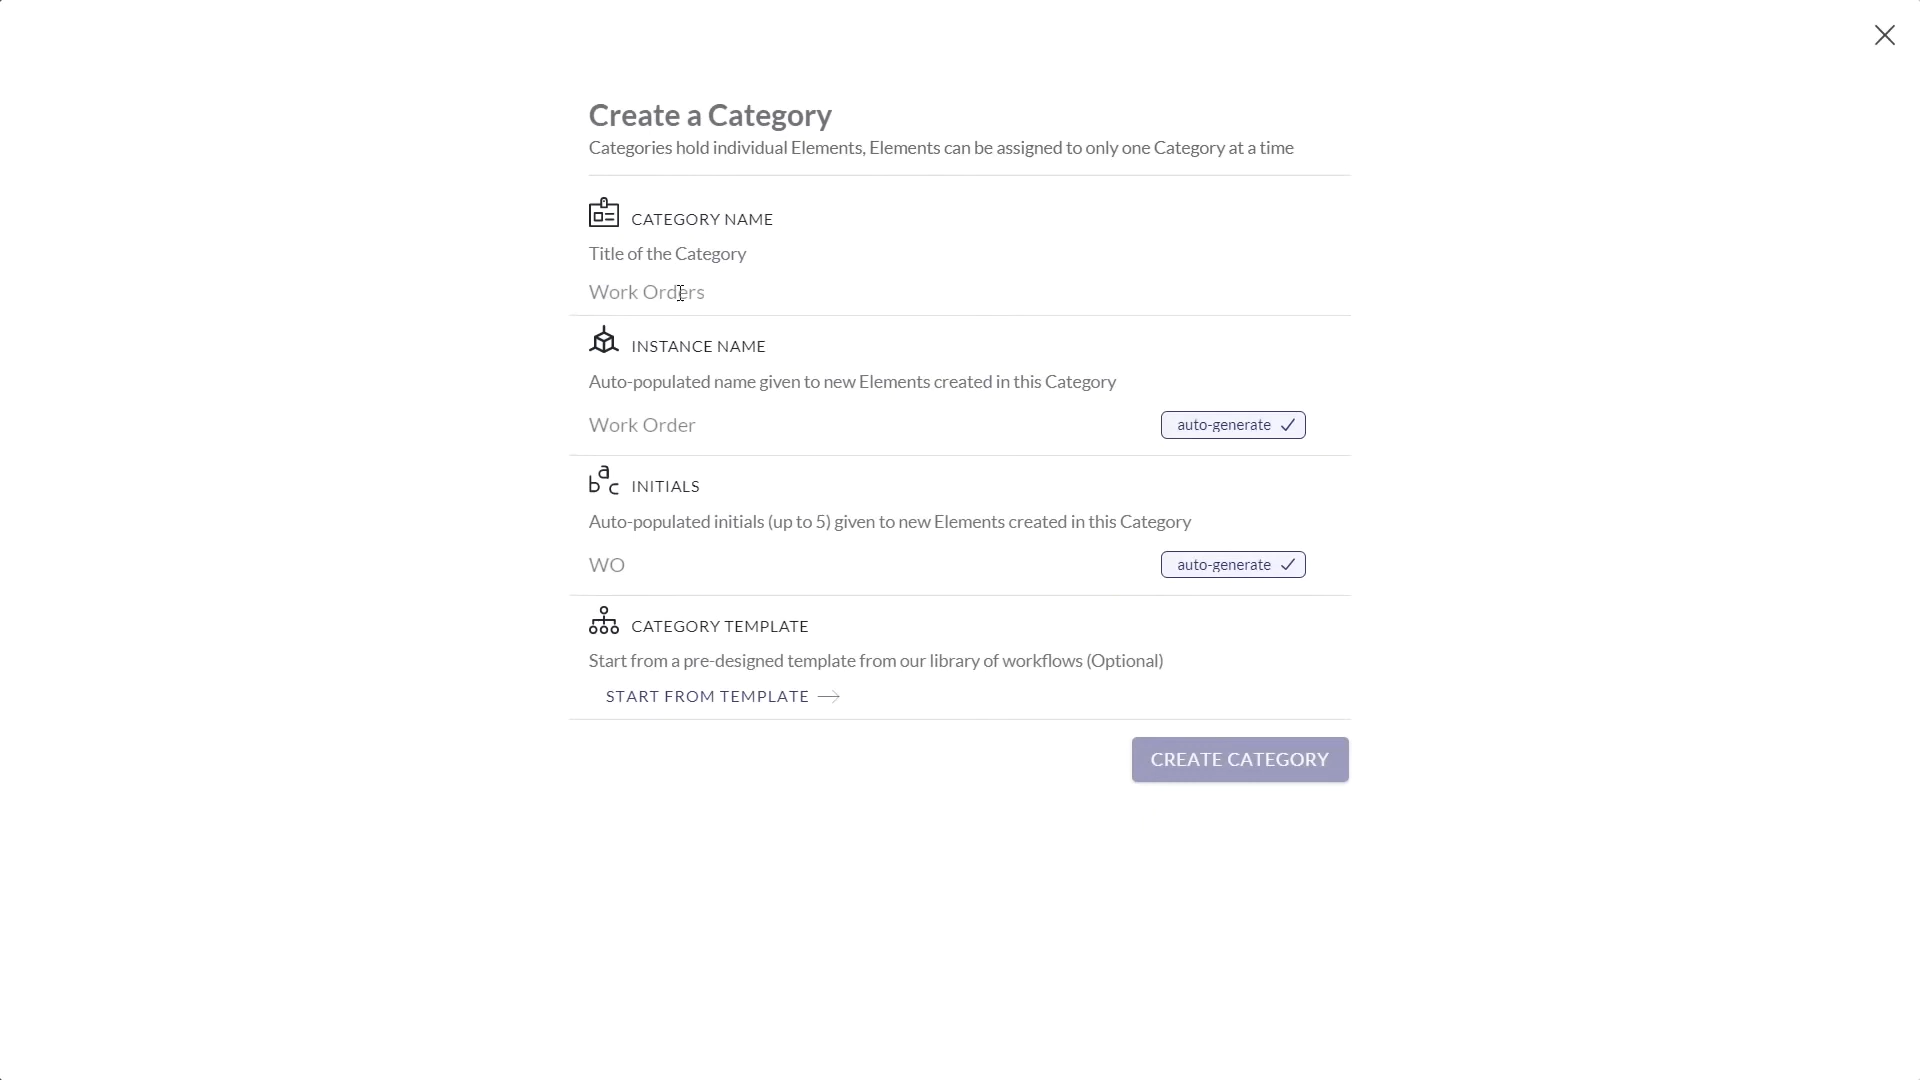 Create a Category
Categories hold individual Elements, Elements can be assigned to only one Category at a time
CATEGORY NAME
Title of the Category
Work Orders
INSTANCE NAME
Auto-populated name given to new Elements created in this Category
Work Order
auto-generate
b a c INITIALS
Auto-populated initials (up to 5) given to new Elements created in this Category
WO
auto-generate
CATEGORY TEMPLATE
Start from a pre-designed template from our library of workflows (Optional)
START FROM TEMPLATE
CREATE CATEGORY